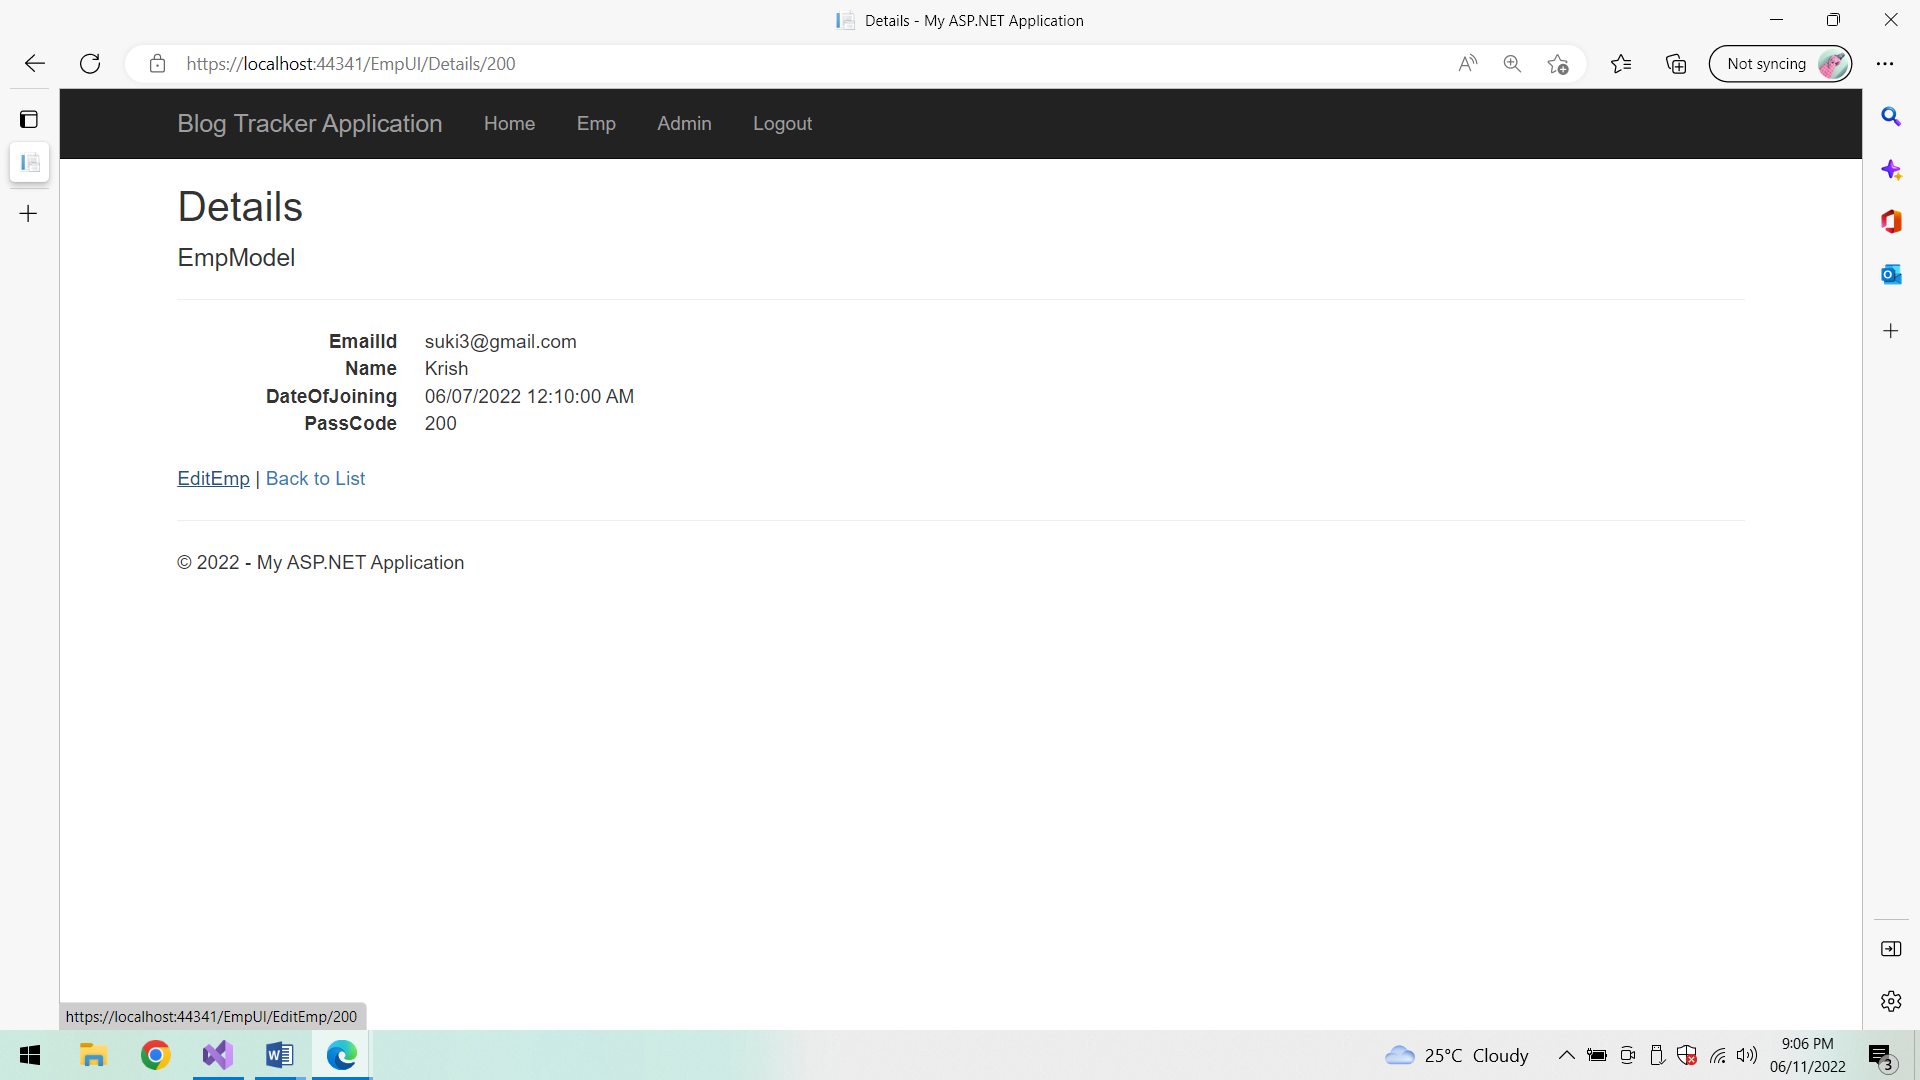 Details - My ASP.NET Application
https://localhost:44341/EmpUI/Details/200
Not syncing
Blog Tracker Application Home Emp Admin Logout
Details
EmpModel
EmailId suki3@gmail.com
Name Krish
DateOfJoining 06/07/2022 12:10:00 AM
PassCode 200
EditEmp | Back to List
© 2022 - My ASP.NET Application
https://localhost:44341/EmpUI/EditEmp/200
25°C Cloudy
9:06 PM
06/11/2022
3